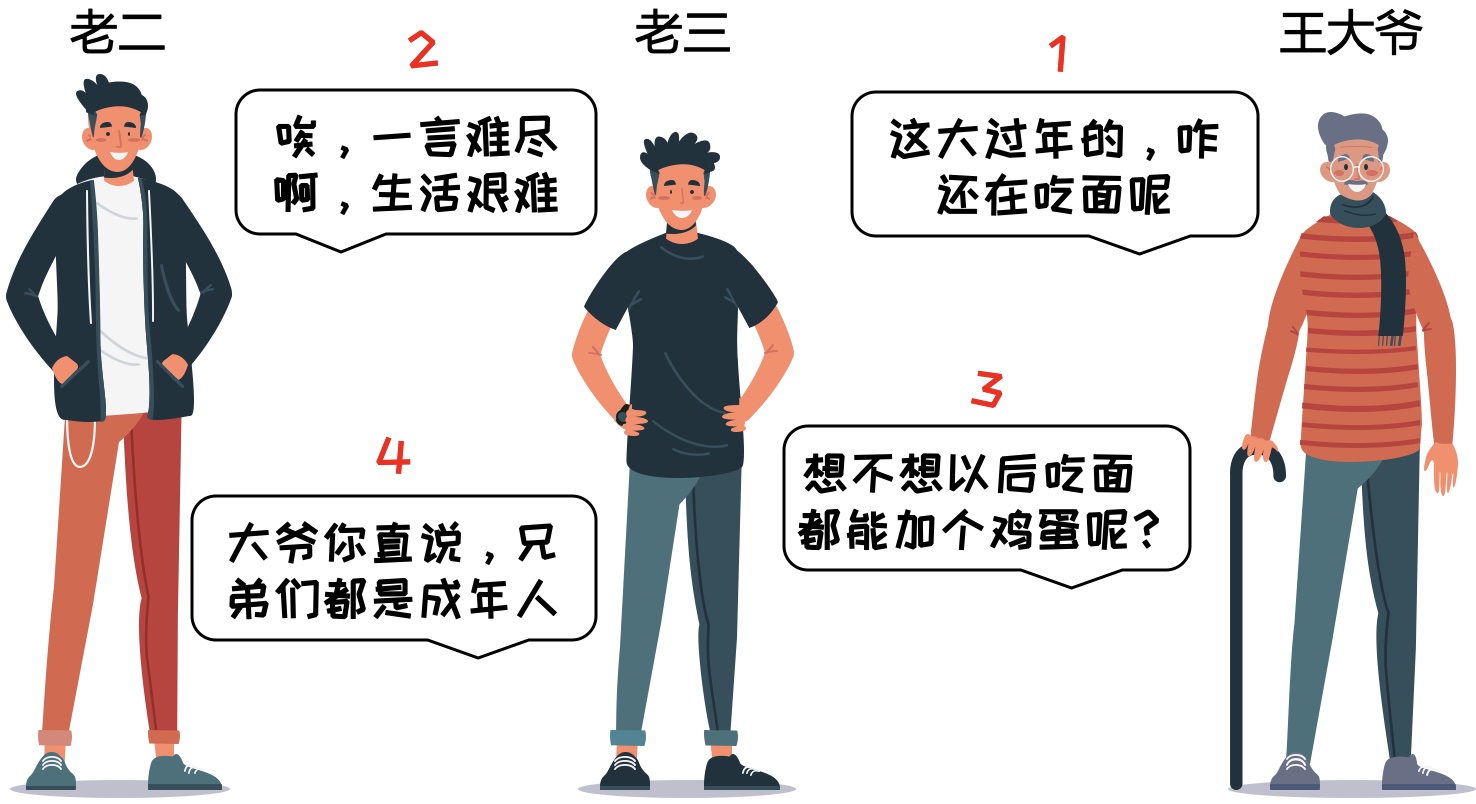 老二
老三
王大爷
1
这大过年的，咋
还在吃面呢
2
唉，一言难尽
啊，生活艰难
3
想不想以后吃面
都能加个鸡蛋呢？
4
大爷你直说，兄
弟们都是成年人